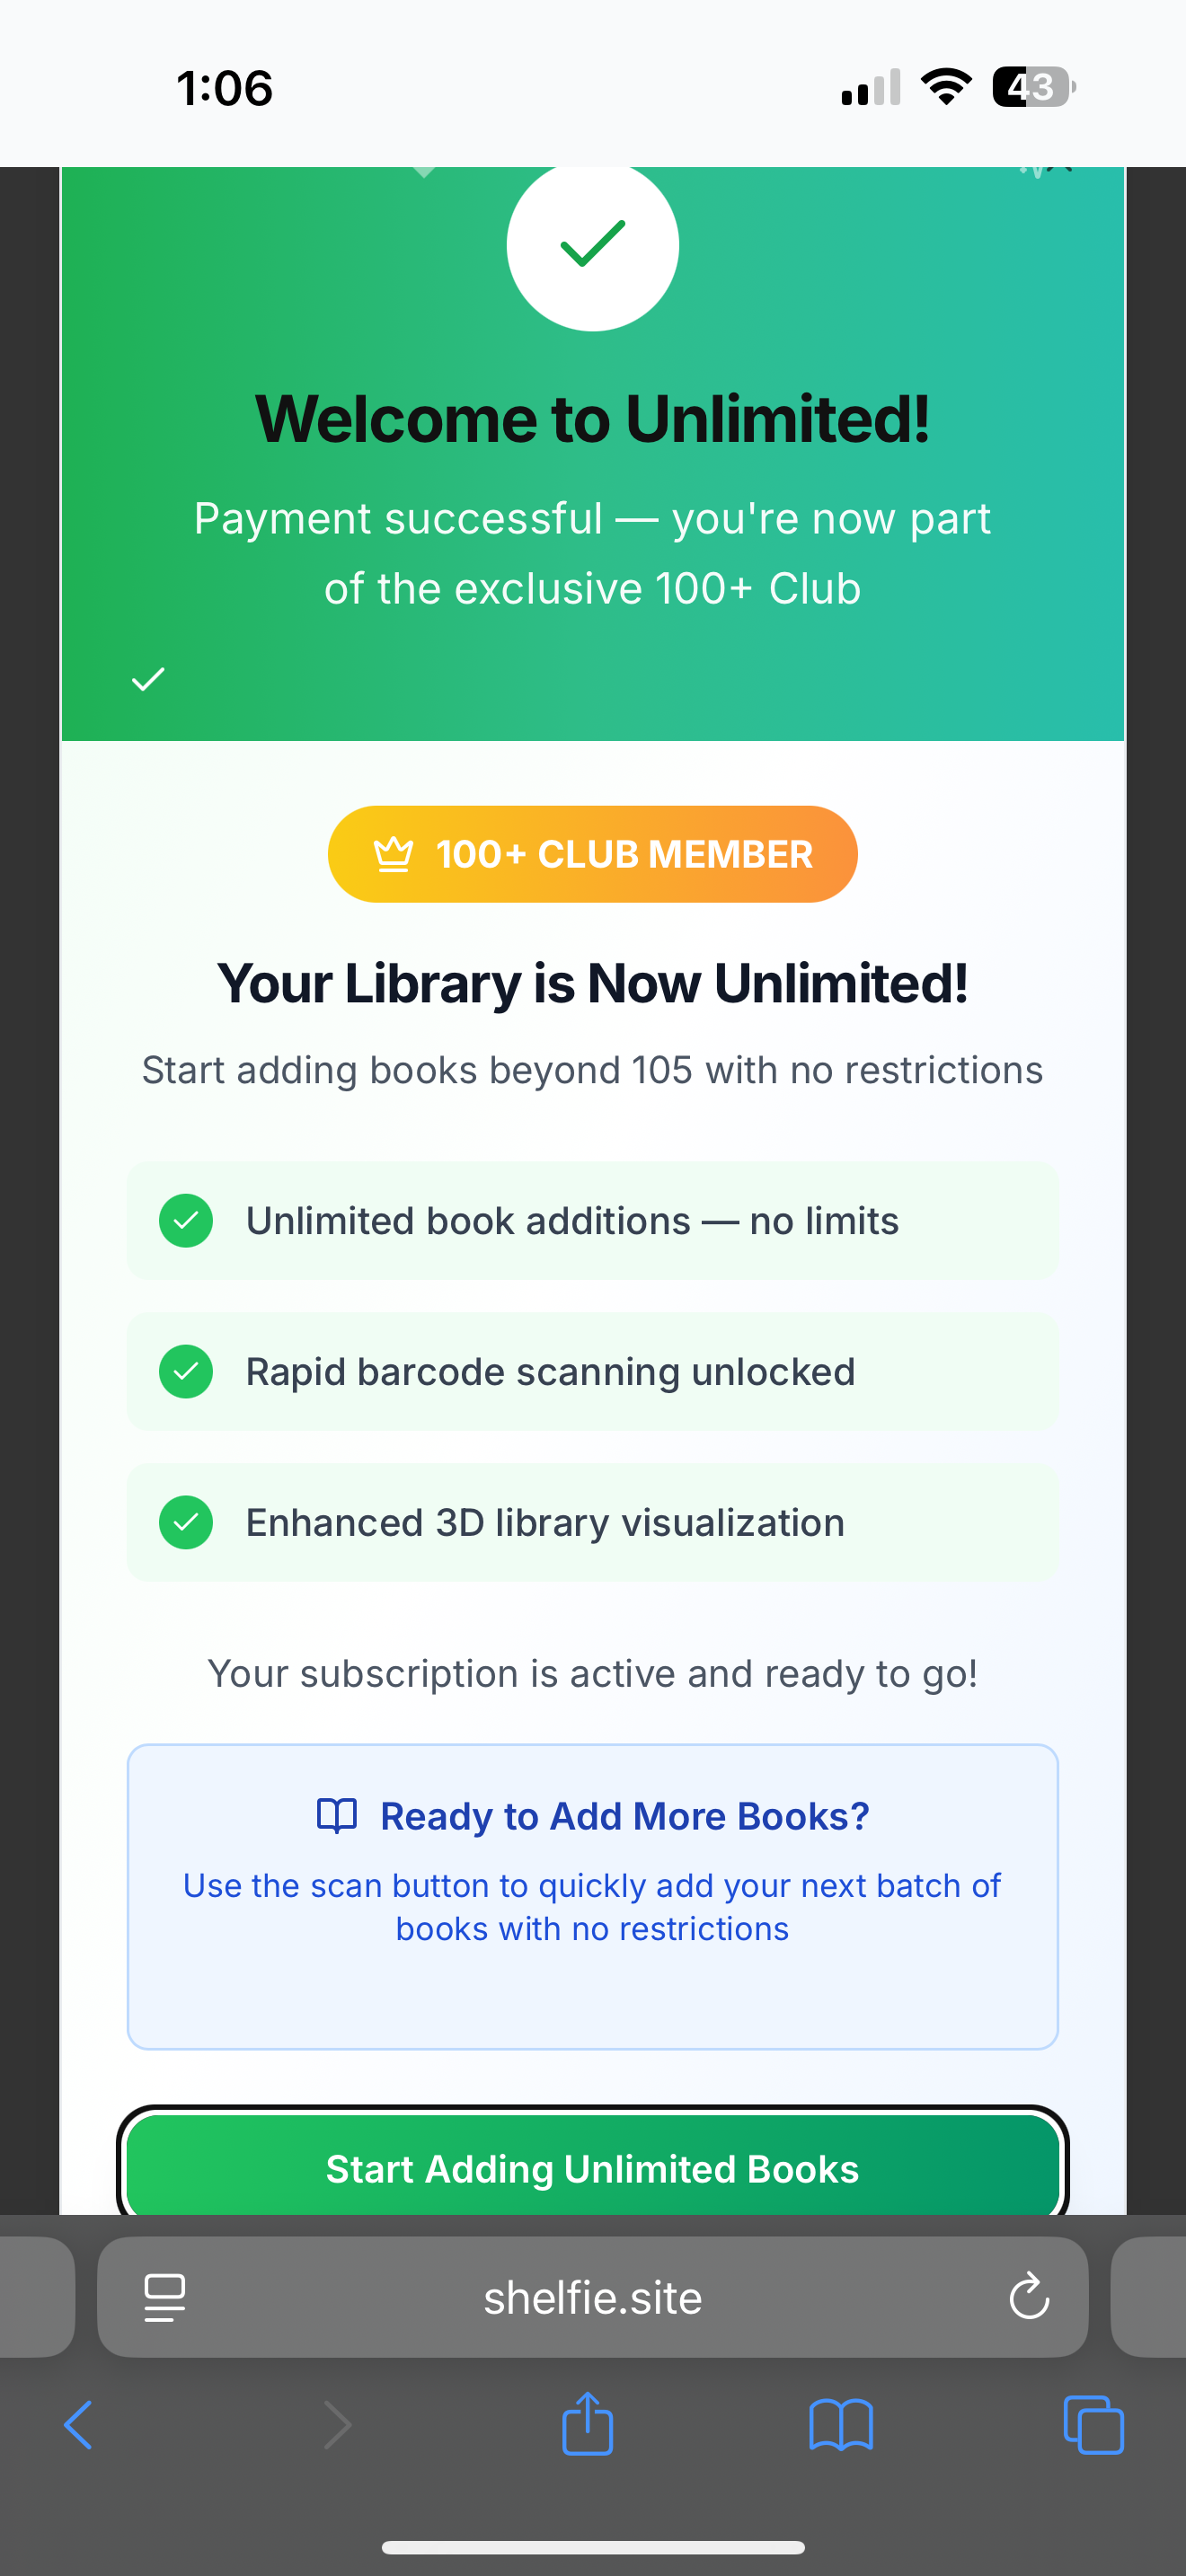 1:06
43
Welcome to Unlimited!
Payment successful — you're now part
of the exclusive 100+ Club
100+ CLUB MEMBER
Your Library is Now Unlimited!
Start adding books beyond 105 with no restrictions
Unlimited book additions — no limits
Rapid barcode scanning unlocked
Enhanced 3D library visualization
Your subscription is active and ready to go!
Ready to Add More Books?
Use the scan button to quickly add your next batch of
books with no restrictions
Start Adding Unlimited Books
shelfie.site